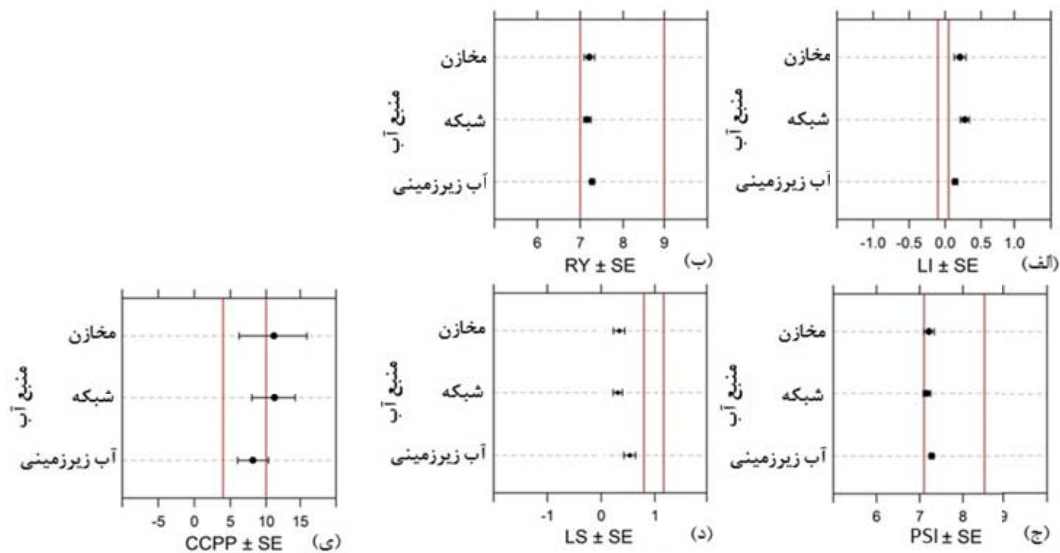 مخازن
شبکه
آب زیرزمینی
منبع آب
-1.0 -0.5 0.0 0.5 1.0
LI ± SE
(الف)
مخازن
شبکه
آب زیرزمینی
منبع آب
6 7 8 9
RY ± SE
(ب)
مخازن
شبکه
آب زیرزمینی
منبع آب
6 7 8 9
PSI ± SE
(ج)
مخازن
شبکه
آب زیرزمینی
منبع آب
-1 0 1
LS ± SE
(د)
مخازن
شبکه
آب زیرزمینی
منبع آب
-5 0 5 10 15
CCPP ± SE
(ی)